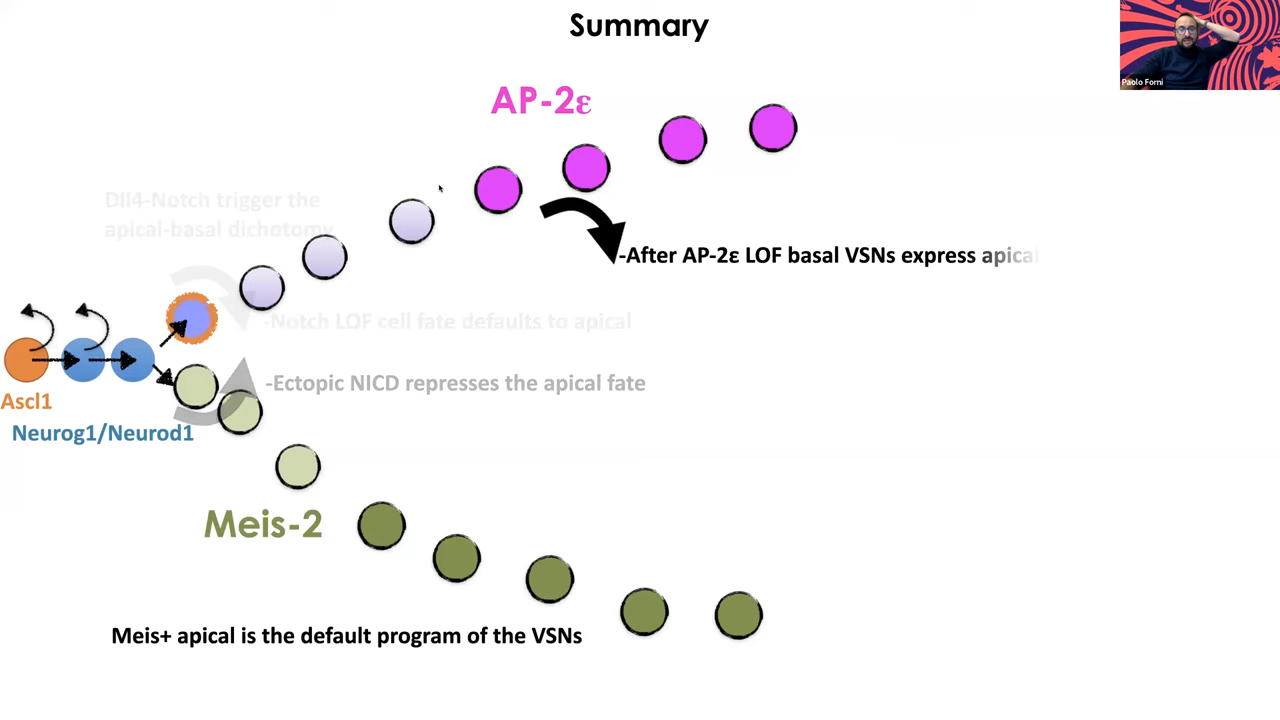 Summary
Paolo Forni
AP-2ε
Dll4-Notch trigger the
apical-basal dichotomy
-After AP-2ε LOF basal VSNs express apical
-Notch LOF cell fate defaults to apical
-Ectopic NICD represses the apical fate
Ascl1
Neurog1/Neurod1
Meis-2
Meis+ apical is the default program of the VSNs